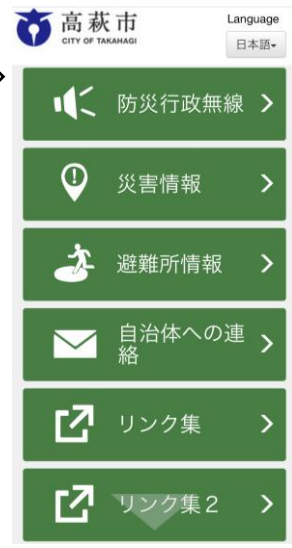 高萩市
CITY OF TAKAHAGI
Language
日本語
防災行政無線
災害情報
避難所情報
自治体への連
絡
リンク集
リンク集2